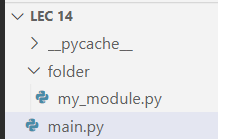 LEC 14
__pycache__
folder
my_module.py
main.py